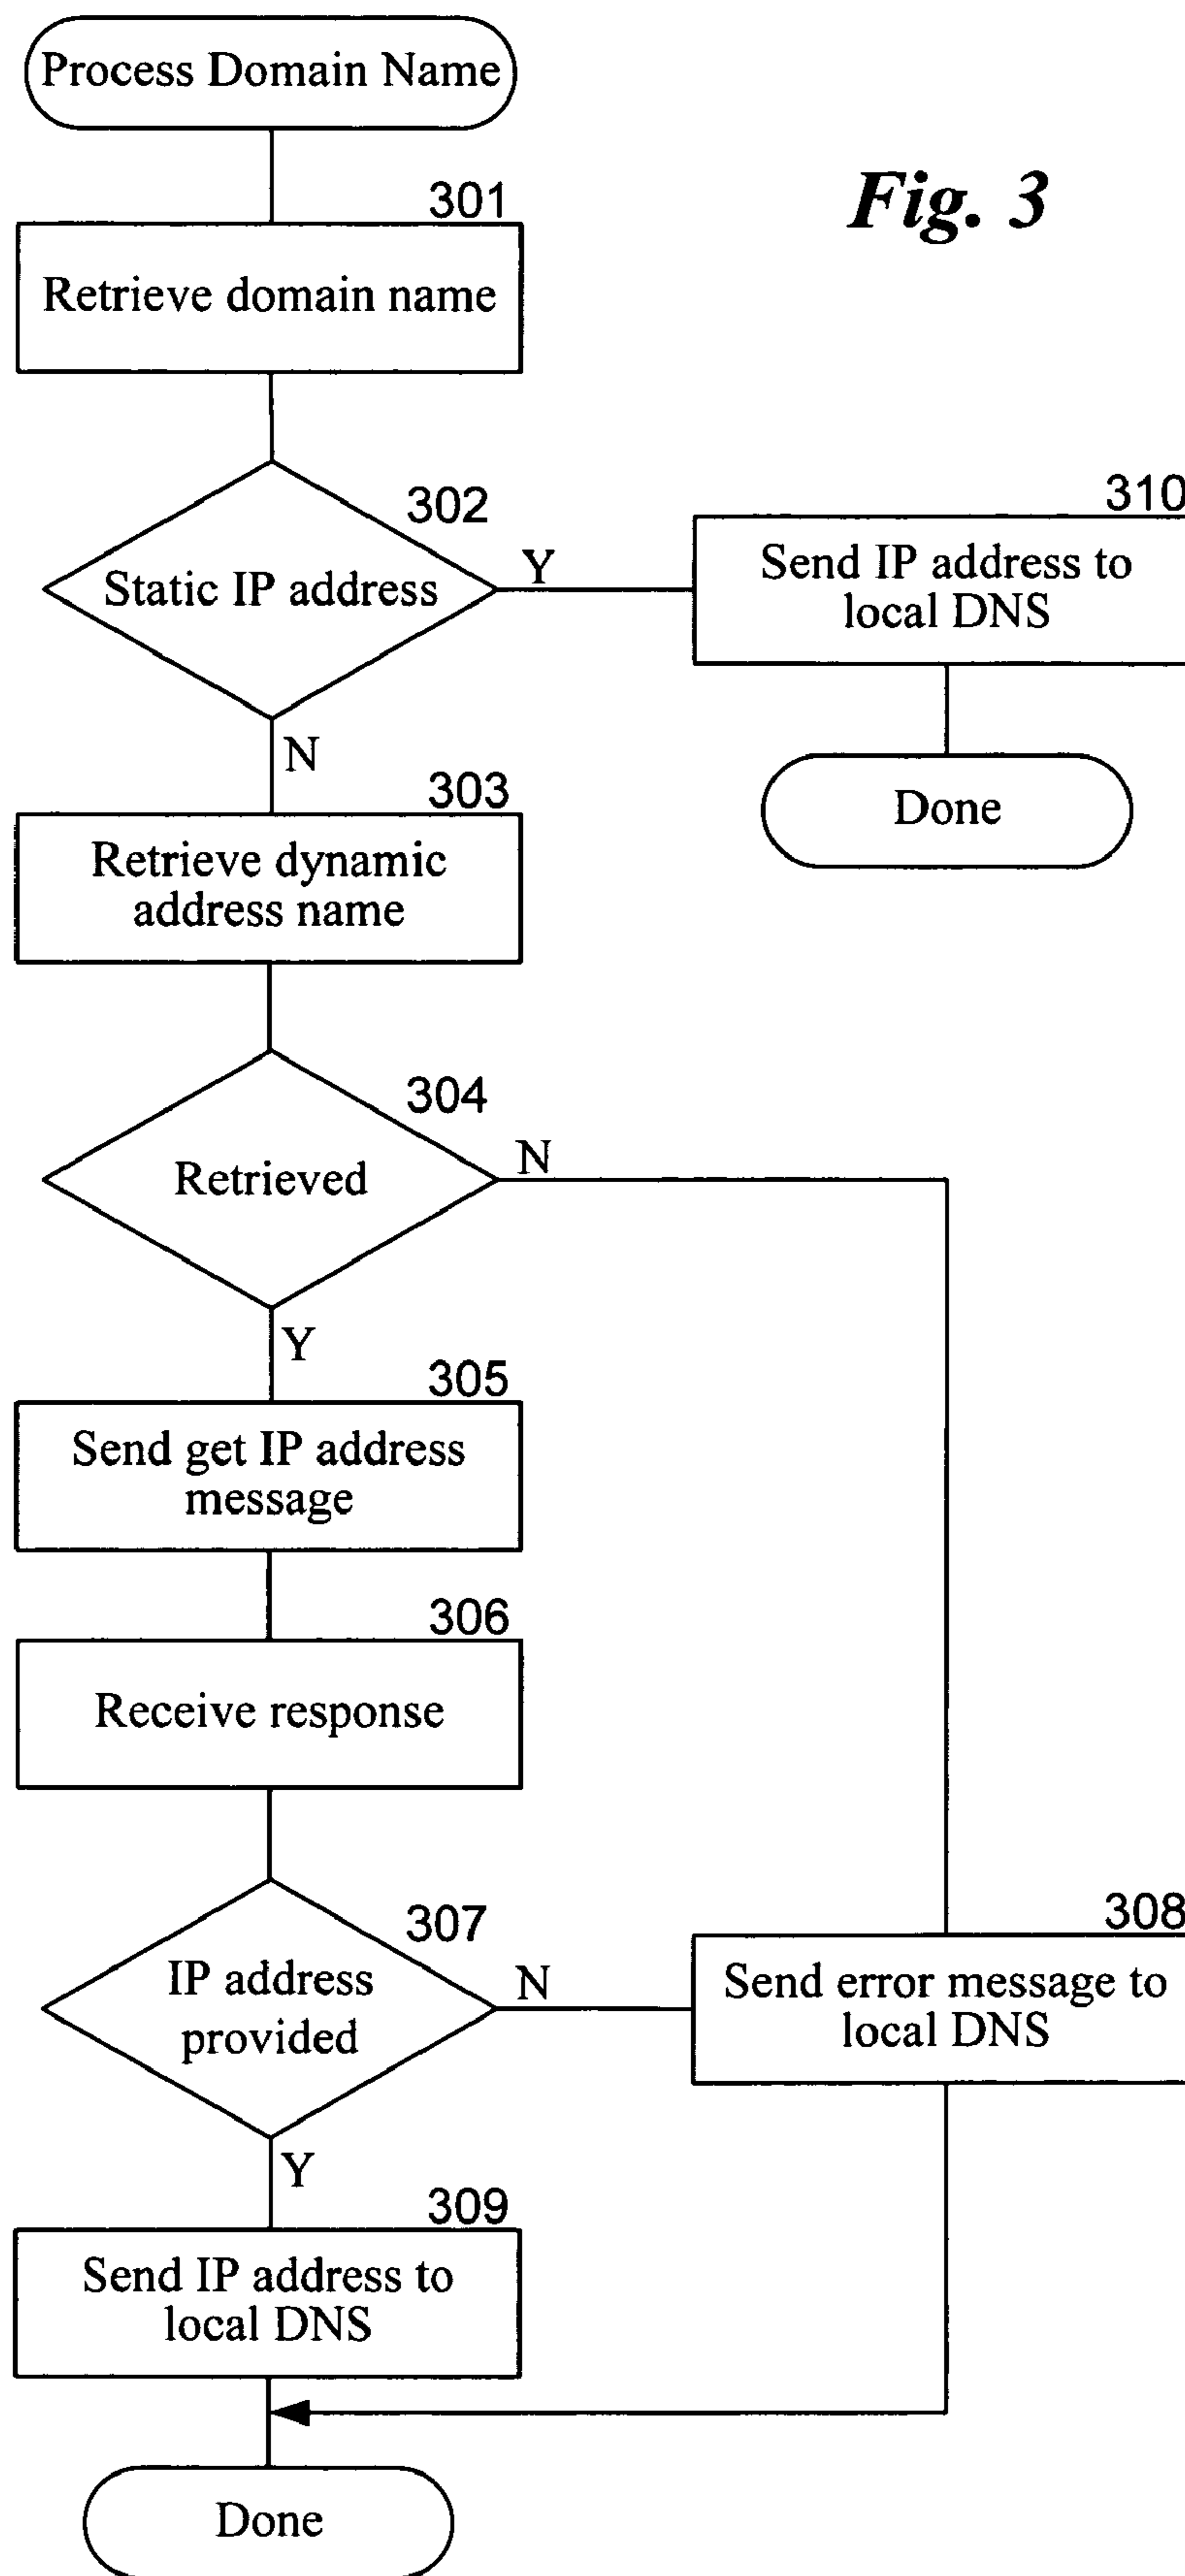 Process Domain Name
Fig. 3
301
Retrieve domain name
302
Static IP address
Y
N
310
Send IP address to
local DNS
Done
303
Retrieve dynamic
address name
304
Retrieved
N
Y
305
Send get IP address
message
306
Receive response
307
IP address
provided
N
Y
308
Send error message to
local DNS
309
Send IP address to
local DNS
Done